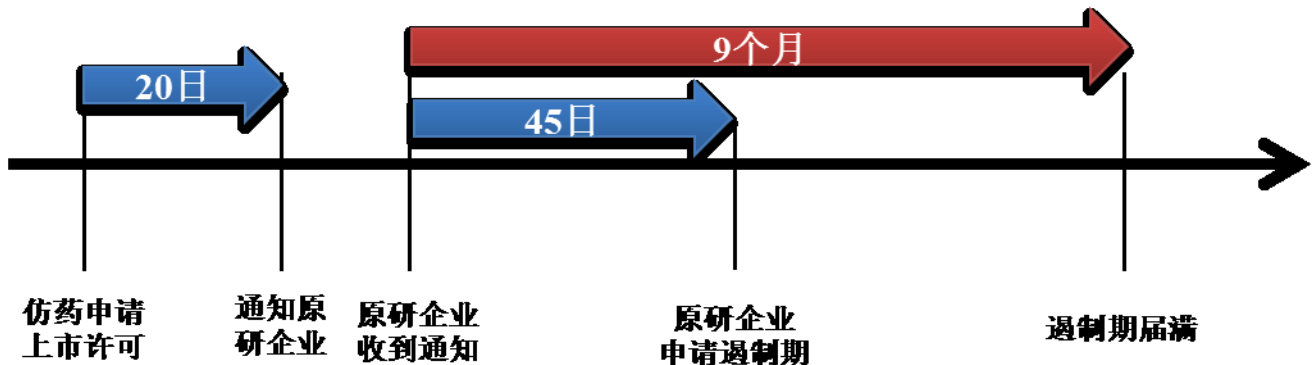 9个月
20日
45日
仿药申请
上市许可
通知原
研企业
原研企业
收到通知
原研企业
申请遏制期
遏制期届满